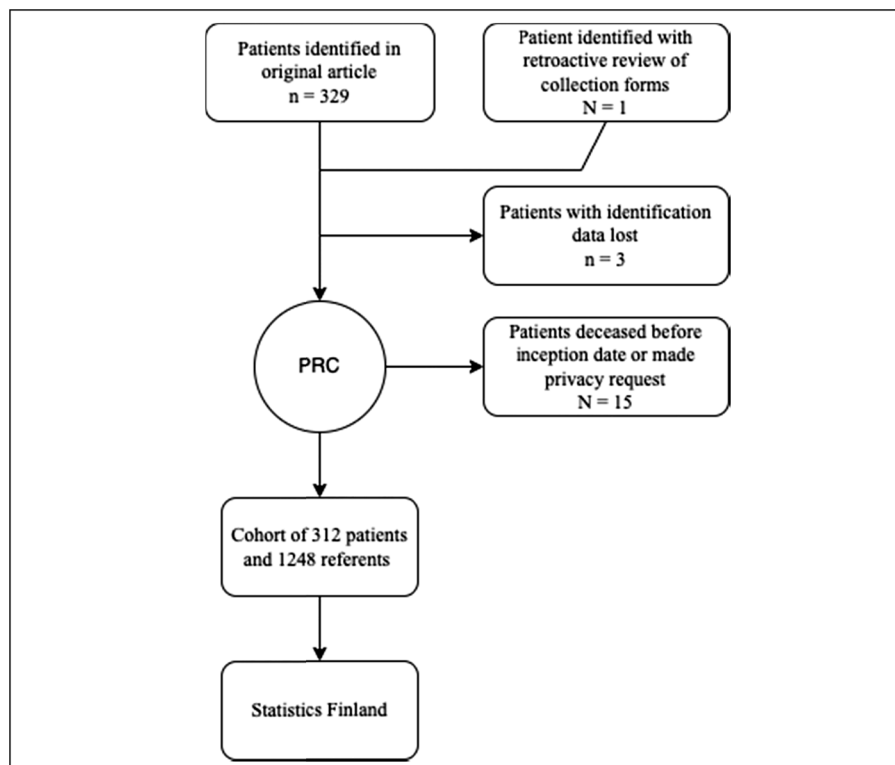 Patients identified in
original article
n = 329
Patient identified with
retroactive review of
collection forms
N = 1
Patients with identification
data lost
n = 3
PRC
Patients deceased before
inception date or made
privacy request
N = 15
Cohort of 312 patients
and 1248 referents
Statistics Finland